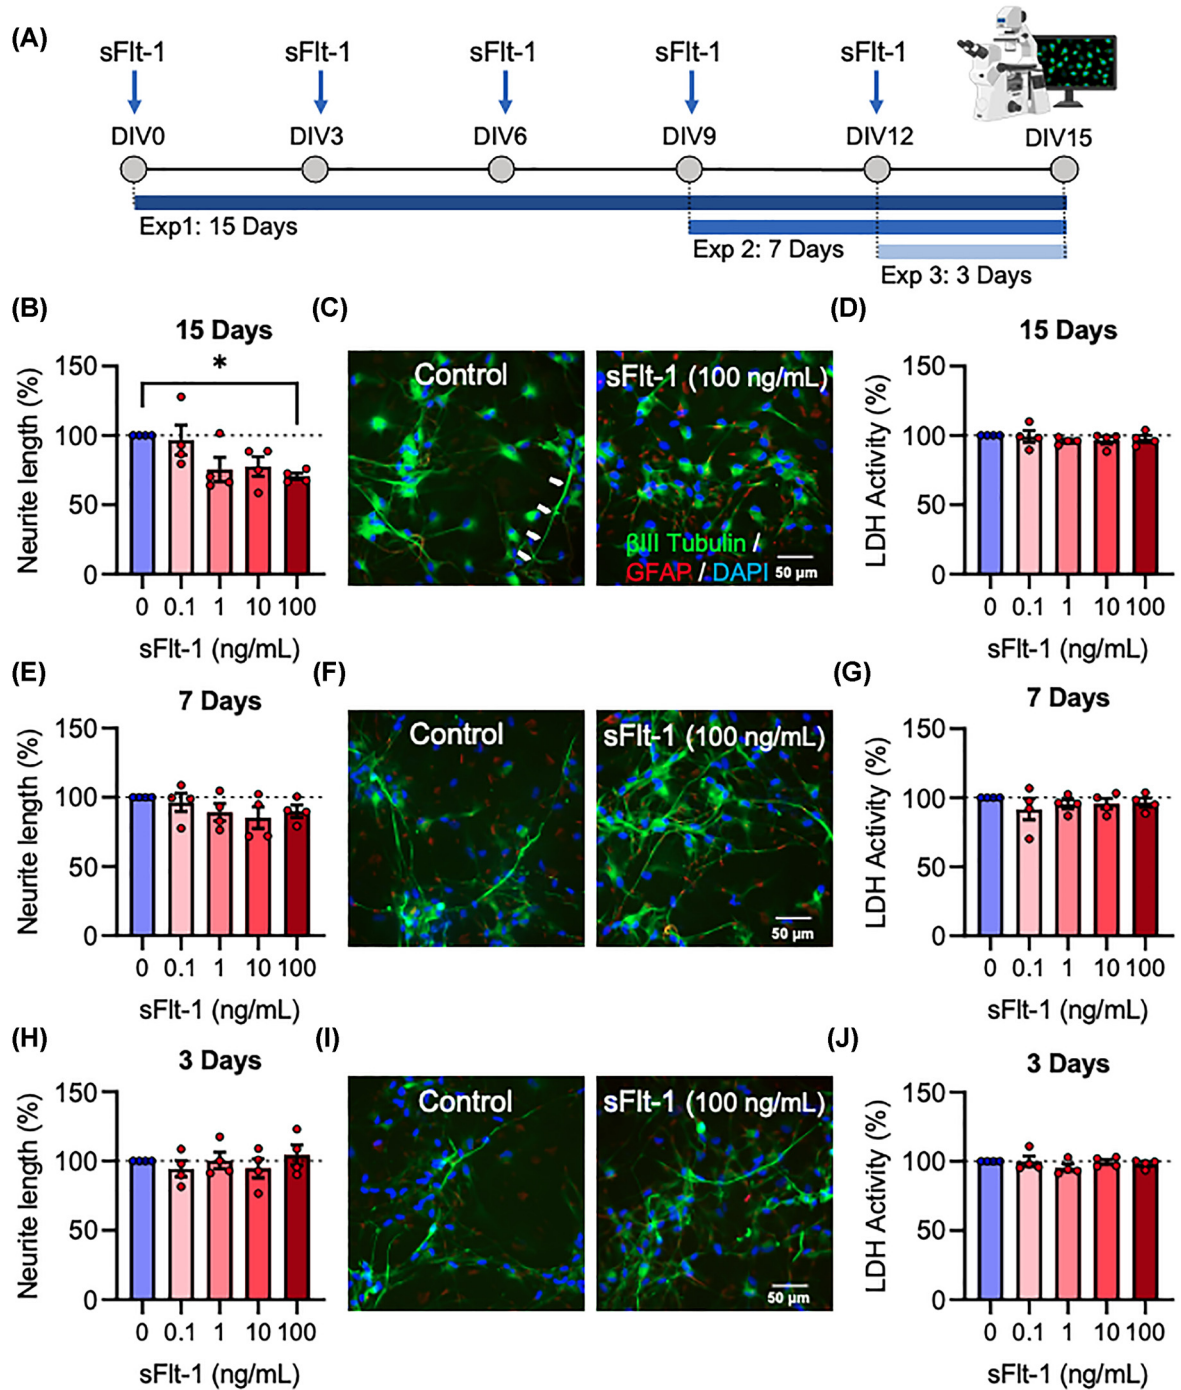 (A)
sFlt-1 sFlt-1 sFlt-1 sFlt-1 sFlt-1
DIV0 DIV3 DIV6 DIV9 DIV12 DIV15
Exp1: 15 Days
Exp 2: 7 Days
Exp 3: 3 Days
(B)
15 Days
*
Neurite length (%)
150
100
50
0
0 0.1 1 10 100
sFlt-1 (ng/mL)
(C)
Control
sFlt-1 (100 ng/mL)
βIII Tubulin /
GFAP / DAPI
50 µm
(D)
15 Days
LDH Activity (%)
150
100
50
0
0 0.1 1 10 100
sFlt-1 (ng/mL)
(E)
7 Days
Neurite length (%)
150
100
50
0
0 0.1 1 10 100
sFlt-1 (ng/mL)
(F)
Control
sFlt-1 (100 ng/mL)
50 µm
(G)
7 Days
LDH Activity (%)
150
100
50
0
0 0.1 1 10 100
sFlt-1 (ng/mL)
(H)
3 Days
Neurite length (%)
150
100
50
0
0 0.1 1 10 100
sFlt-1 (ng/mL)
(I)
Control
sFlt-1 (100 ng/mL)
50 µm
(J)
3 Days
LDH Activity (%)
150
100
50
0
0 0.1 1 10 100
sFlt-1 (ng/mL)